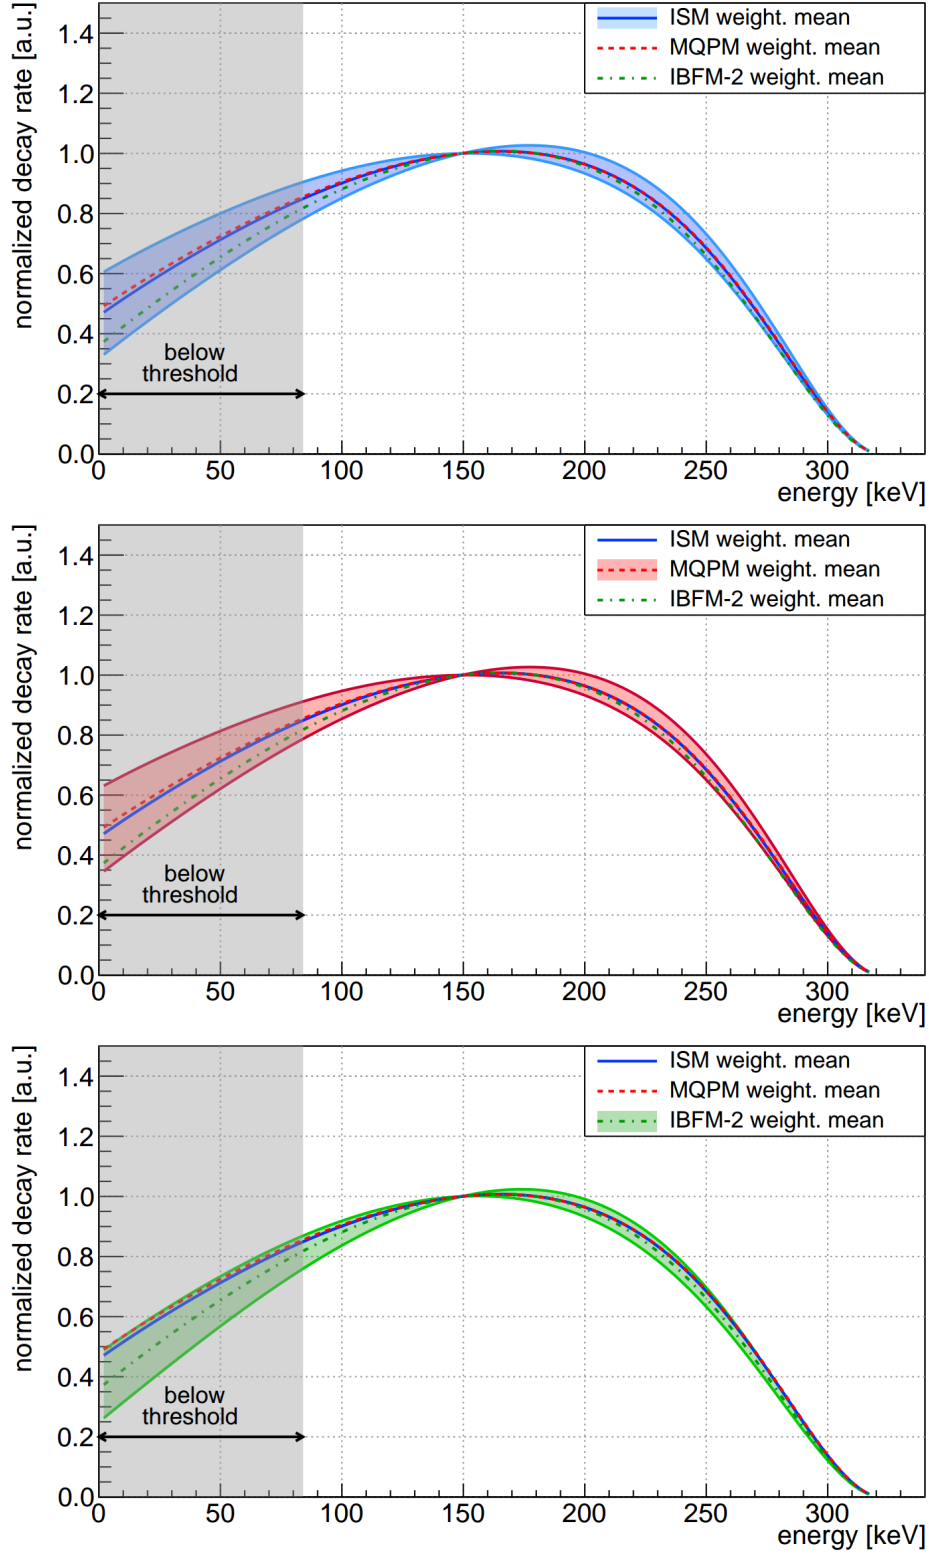 normalized decay rate [a.u.]
ISM weight. mean
MQPM weight. mean
IBFM-2 weight. mean
1.4
1.2
1.0
0.8
0.6
0.4
0.2
0.0
below
threshold
0 50 100 150 200 250 300
energy [keV]
normalized decay rate [a.u.]
ISM weight. mean
MQPM weight. mean
IBFM-2 weight. mean
1.4
1.2
1.0
0.8
0.6
0.4
0.2
0.0
below
threshold
0 50 100 150 200 250 300
energy [keV]
normalized decay rate [a.u.]
ISM weight. mean
MQPM weight. mean
IBFM-2 weight. mean
1.4
1.2
1.0
0.8
0.6
0.4
0.2
0.0
below
threshold
0 50 100 150 200 250 300
energy [keV]